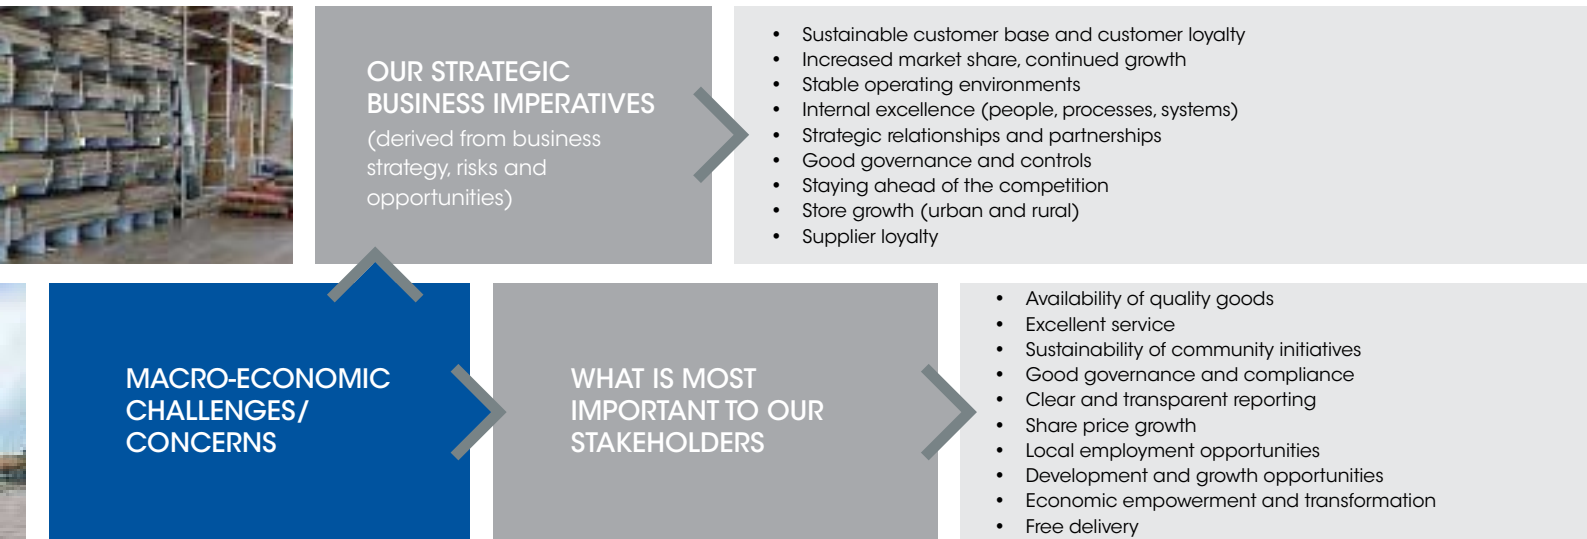 OUR STRATEGIC
BUSINESS IMPERATIVES
(derived from business
strategy, risks and
opportunities)
• Sustainable customer base and customer loyalty
• Increased market share, continued growth
• Stable operating environments
• Internal excellence (people, processes, systems)
• Strategic relationships and partnerships
• Good governance and controls
• Staying ahead of the competition
• Store growth (urban and rural)
• Supplier loyalty
MACRO-ECONOMIC
CHALLENGES/
CONCERNS
WHAT IS MOST
IMPORTANT TO OUR
STAKEHOLDERS
• Availability of quality goods
• Excellent service
• Sustainability of community initiatives
• Good governance and compliance
• Clear and transparent reporting
• Share price growth
• Local employment opportunities
• Development and growth opportunities
• Economic empowerment and transformation
• Free delivery